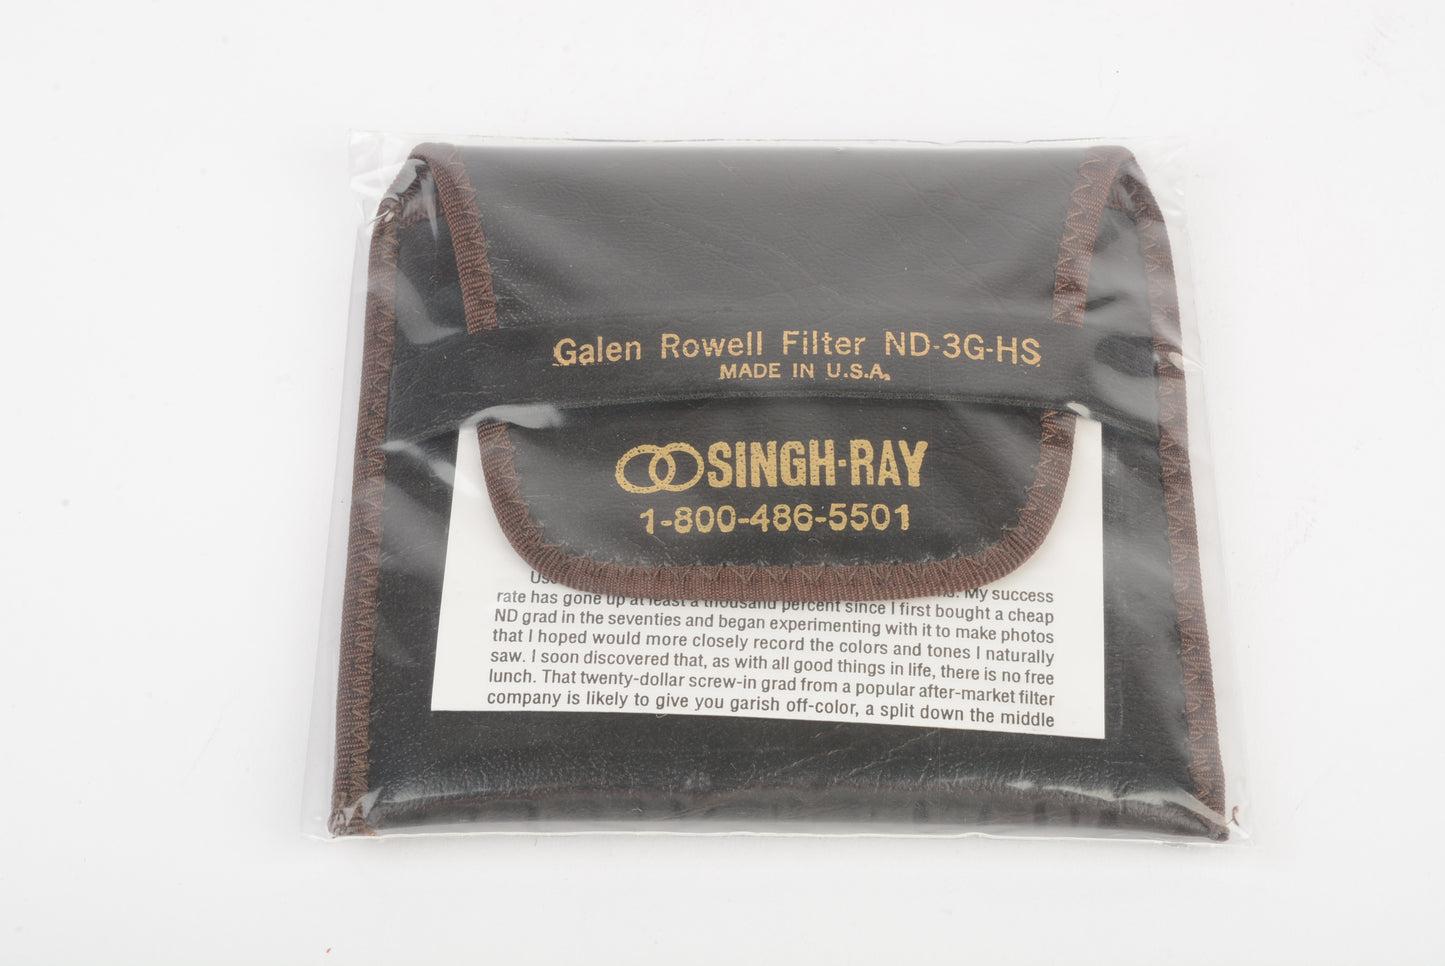 Galen Rowell Filter ND-3G-HS
MADE IN U.S.A.
SINGH-RAY
1-800-486-5501
My success
rate has gone up at least a thousand percent since I first bought a cheap
ND grad in the seventies and began experimenting with it to make photos
that I hoped would more closely record the colors and tones I naturally
saw. I soon discovered that, as with all good things in life, there is no free
lunch. That twenty-dollar screw-in grad from a popular after-market filter
company is likely to give you garish off-color, a split down the middle